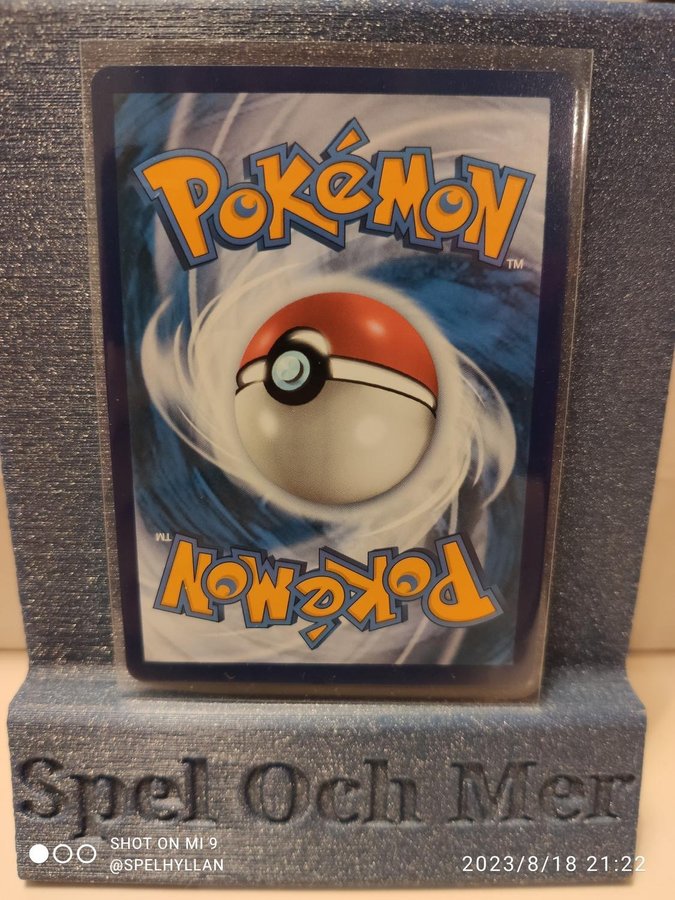 POKéMON
TM
TM
POKéMON
Spel Och Mer
SHOT ON MI 9
@SPELHYLLAN
2023/8/18 21:22